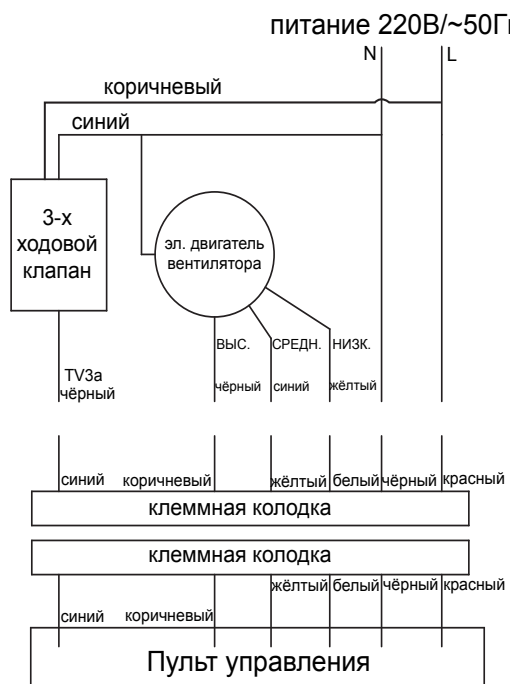 питание 220В/~50Гц
N L
коричневый
синий
3-х
ходовой
клапан
эл. двигатель
вентилятора
ВЫС. СРЕДН. НИЗК.
TV3a
чёрный
чёрный синий жёлтый
синий коричневый жёлтый белый чёрный красный
клеммная колодка
клеммная колодка
жёлтый белый чёрный красный
синий коричневый
Пульт управления